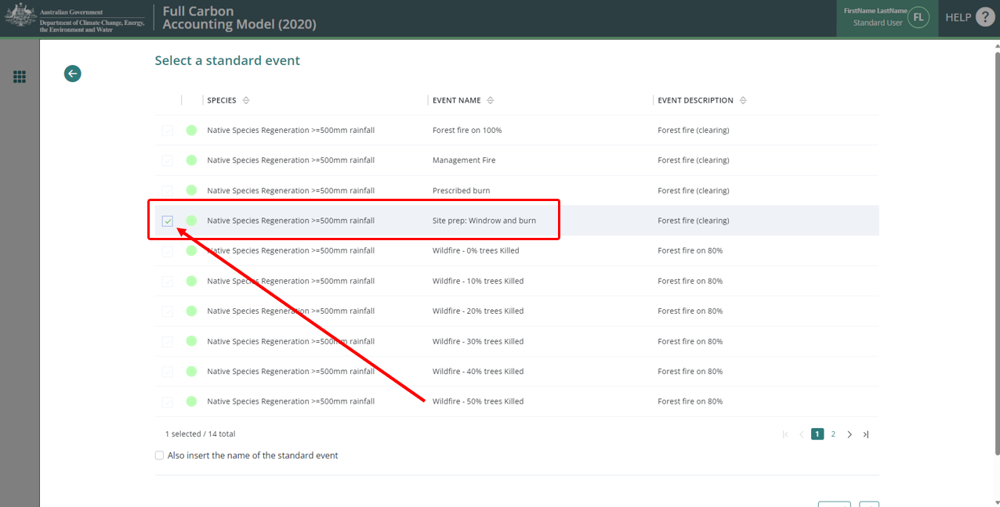 Australian Government
Department of Climate Change, Energy,
the Environment and Water
Full Carbon
Accounting Model (2020)
FirstName LastName
Standard User
FL
HELP ?
Select a standard event
SPECIES EVENT NAME EVENT DESCRIPTION
Native Species Regeneration >=500mm rainfall Forest fire on 100% Forest fire (clearing)
Native Species Regeneration >=500mm rainfall Management Fire Forest fire (clearing)
Native Species Regeneration >=500mm rainfall Prescribed burn Forest fire (clearing)
Native Species Regeneration >=500mm rainfall Site prep: Windrow and burn Forest fire (clearing)
Native Species Regeneration >=500mm rainfall Wildfire - 0% trees Killed Forest fire on 80%
Native Species Regeneration >=500mm rainfall Wildfire - 10% trees Killed Forest fire on 80%
Native Species Regeneration >=500mm rainfall Wildfire - 20% trees Killed Forest fire on 80%
Native Species Regeneration >=500mm rainfall Wildfire - 30% trees Killed Forest fire on 80%
Native Species Regeneration >=500mm rainfall Wildfire - 40% trees Killed Forest fire on 80%
Native Species Regeneration >=500mm rainfall Wildfire - 50% trees Killed Forest fire on 80%
1 selected / 14 total 1 2
Also insert the name of the standard event